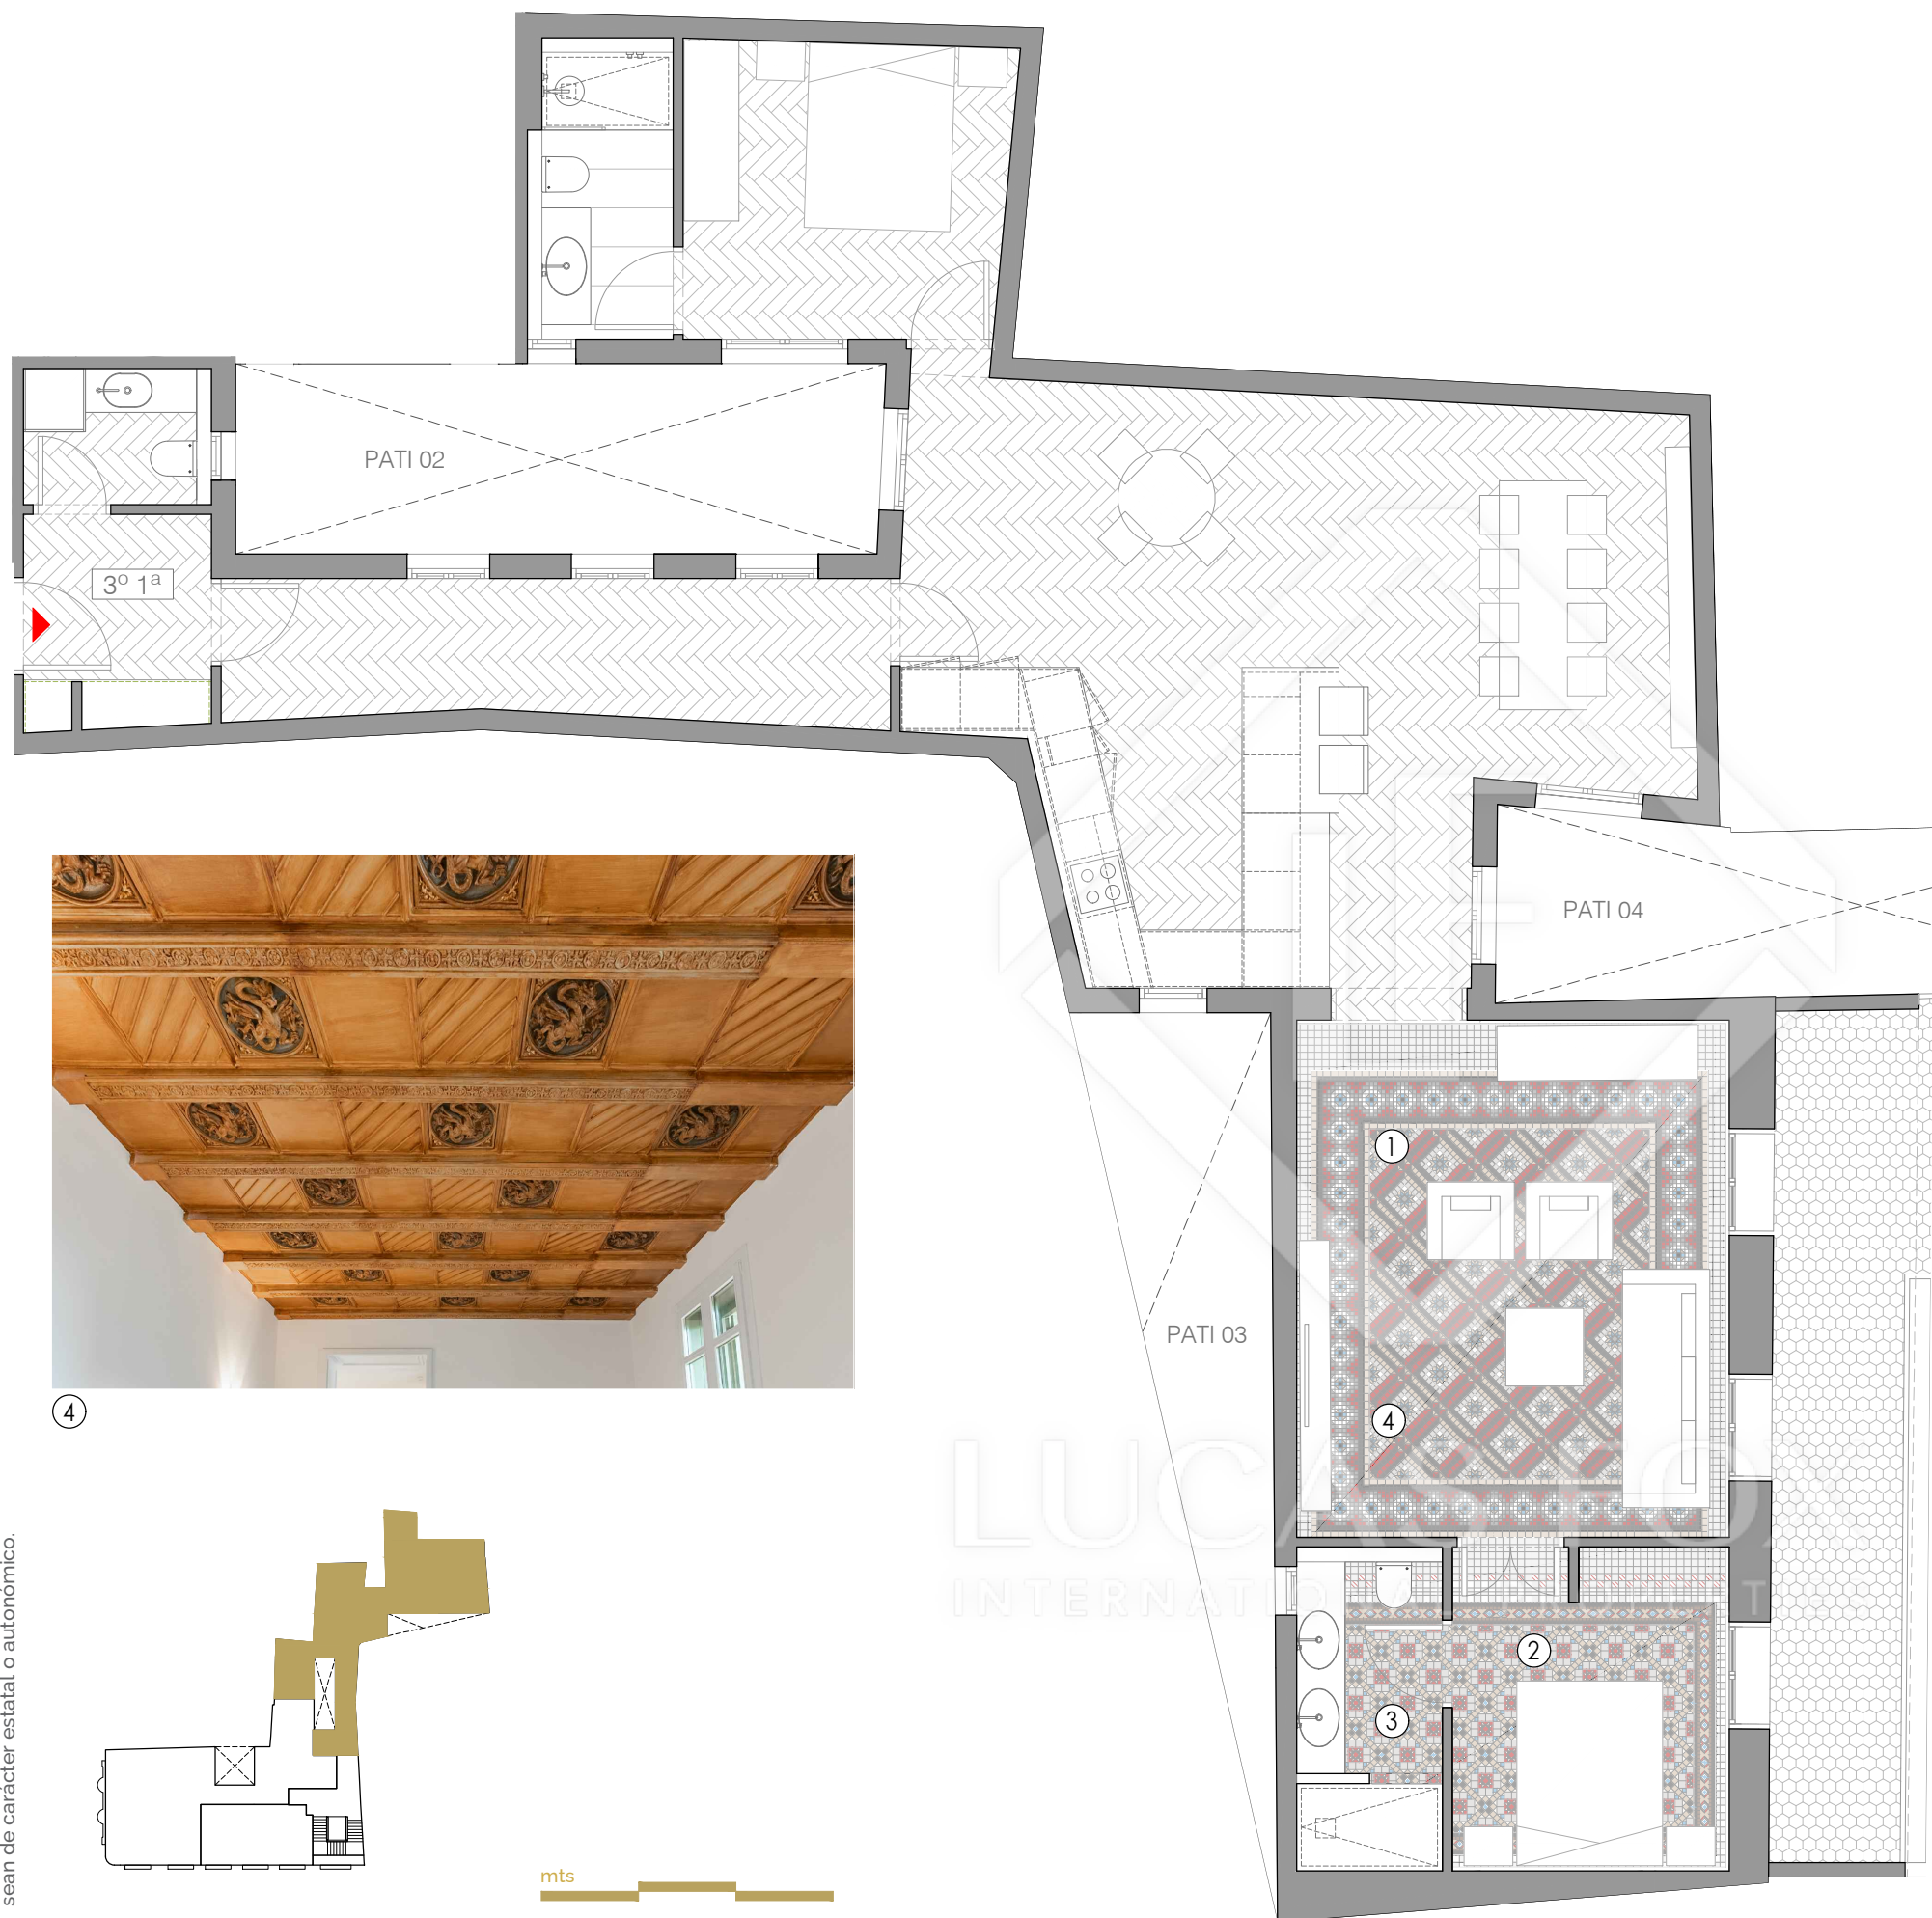 PATI 02
3º 1ª
PATI 04
1
PATI 03
4
4
2
3
mts
sean de carácter estatal o autonómico.
LUCAS FOX
INTERNATIONAL